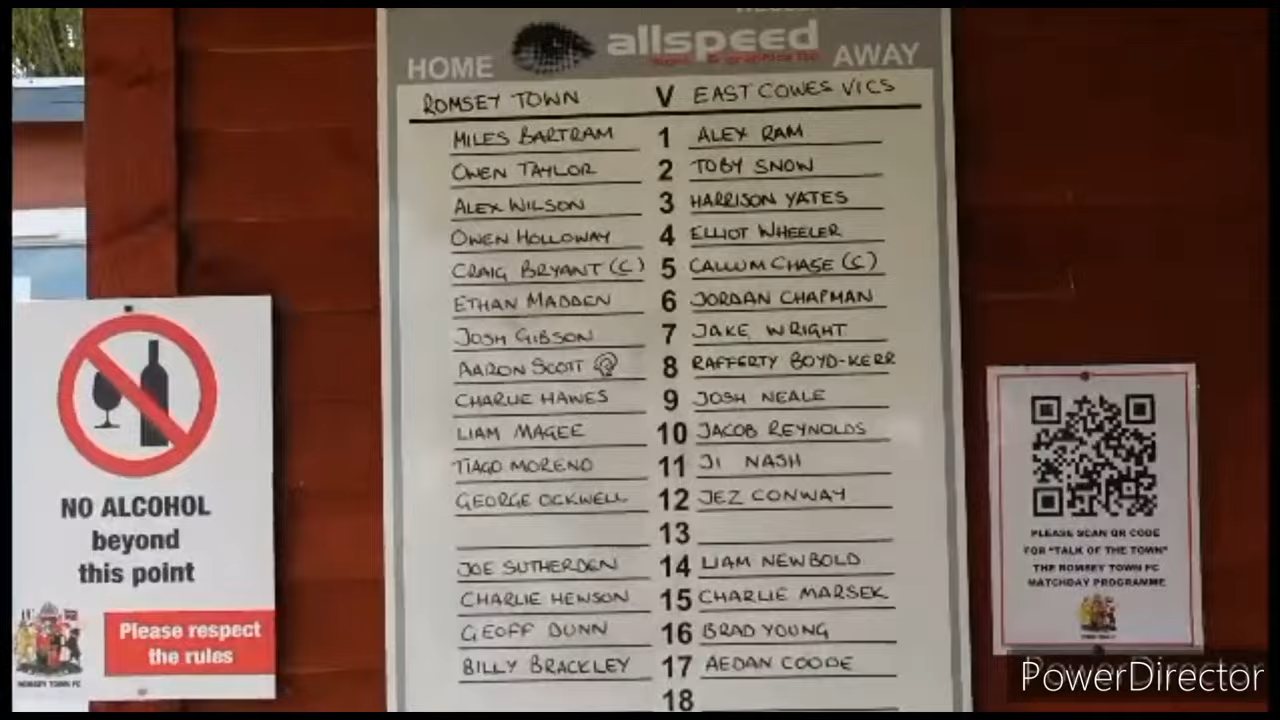 allspeed
HOME AWAY
ROMSEY TOWN V EAST COWES VICS
MILES BARTRAM 1 ALEX RAM
OWEN TAYLOR 2 TOBY SNOW
ALEX WILSON 3 HARRISON YATES
OWEN HOLLOWAY 4 ELLIOT WHEELER
CRAIG BRYANT (C) 5 CALLUM CHASE (C)
ETHAN MADDEN 6 JORDAN CHAPMAN
JOSH GIBSON 7 JAKE WRIGHT
AARON SCOTT 8 RAFFERTY BOYD-KERR
CHARLIE HAWES 9 JOSH NEALE
LIAM MAGEE 10 JACOB REYNOLDS
TIAGO MORENO 11 JI NASH
GEORGE OCKWELL 12 JEZ CONWAY
13
JOE SUTHERDEN 14 LIAM NEWBOLD
CHARLIE HENSON 15 CHARLIE MARSEK
GEOFF DUNN 16 BRAD YOUNG
BILLY BRACKLEY 17 AEDAN COODE
18
NO ALCOHOL
beyond
this point
Please respect
the rules
ROMSEY TOWN FC
PLEASE SCAN QR CODE
FOR "TALK OF THE TOWN"
THE ROMSEY TOWN FC
MATCHDAY PROGRAMME
PowerDirector